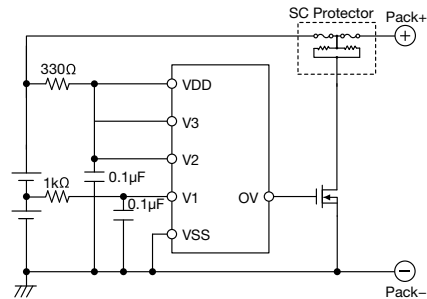 SC Protector
Pack+
330Ω
VDD
V3
V2
0.1µF
1kΩ
0.1µF
V1
OV
VSS
Pack−